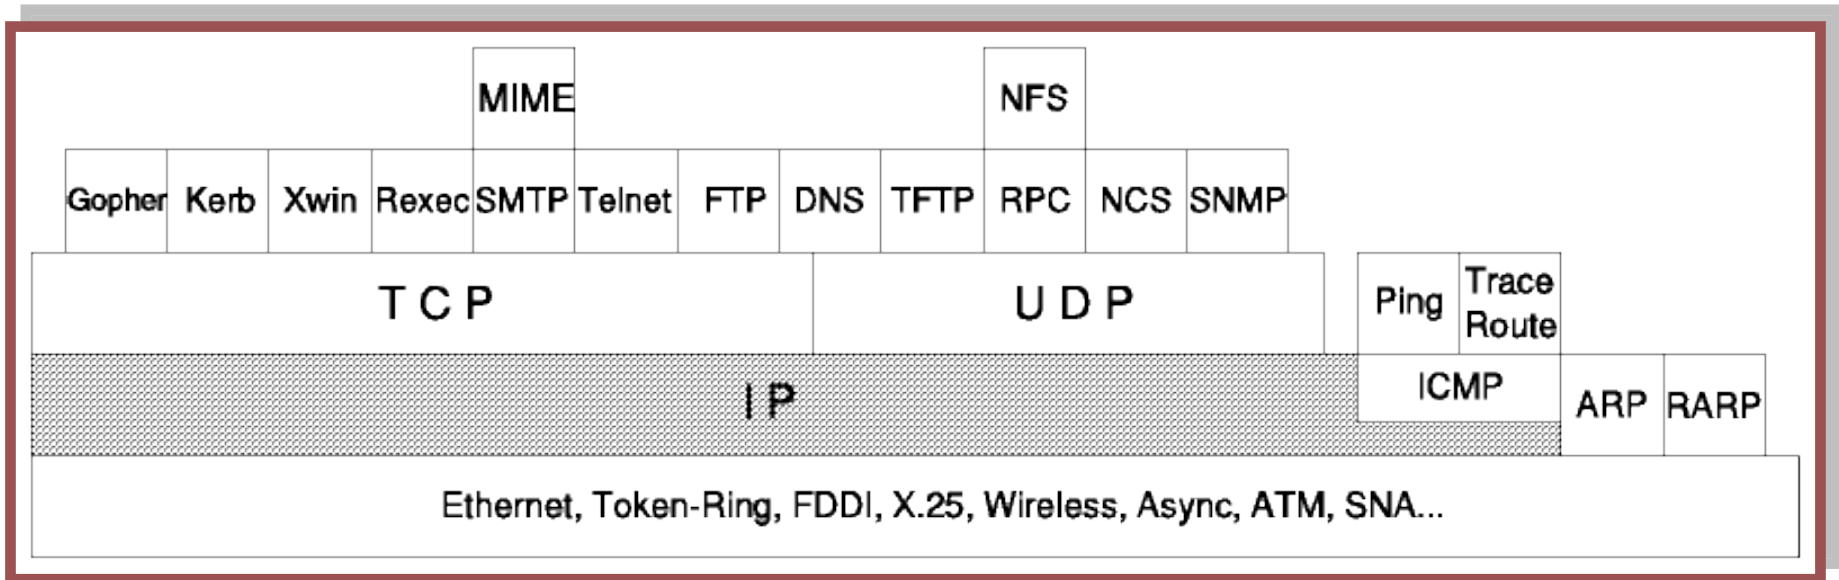 MIME NFS
Gopher Kerb Xwin Rexec SMTP Telnet FTP DNS TFTP RPC NCS SNMP
T C P U D P Ping Trace Route
I P ICMP ARP RARP
Ethernet, Token-Ring, FDDI, X.25, Wireless, Async, ATM, SNA...